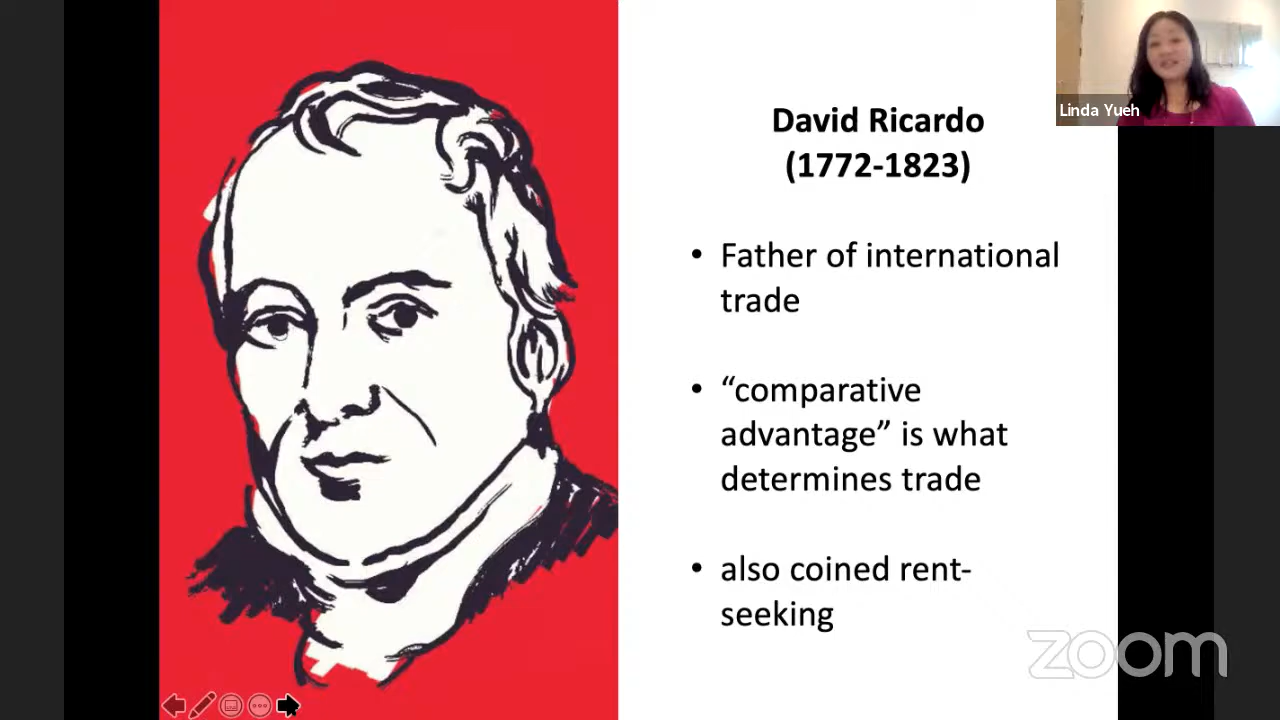 David Ricardo
(1772-1823)
• Father of international
trade
• “comparative
advantage” is what
determines trade
• also coined rent-
seeking
Linda Yueh
zoom